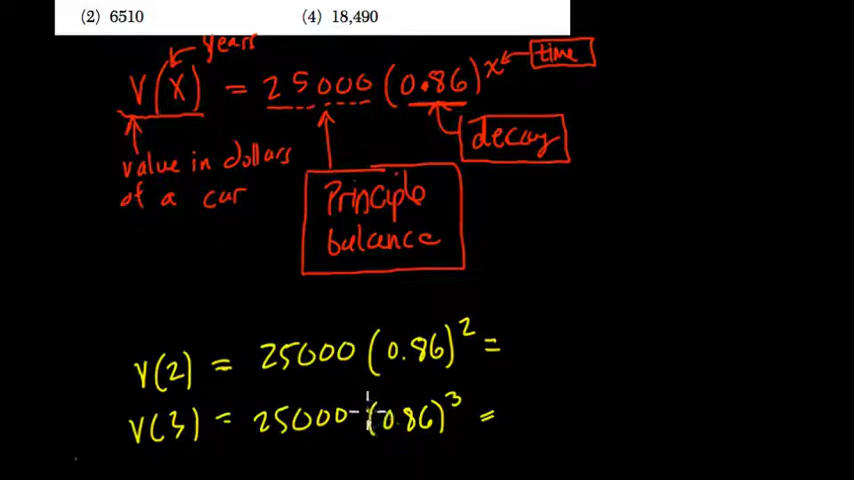 (2) 6510 (4) 18,490
years
V(X) = 25000(0.86)^x
time
decay
value in dollars
of a car
Principle
balance
V(2) = 25000(0.86)^2 =
V(3) = 25000(0.86)^3 =